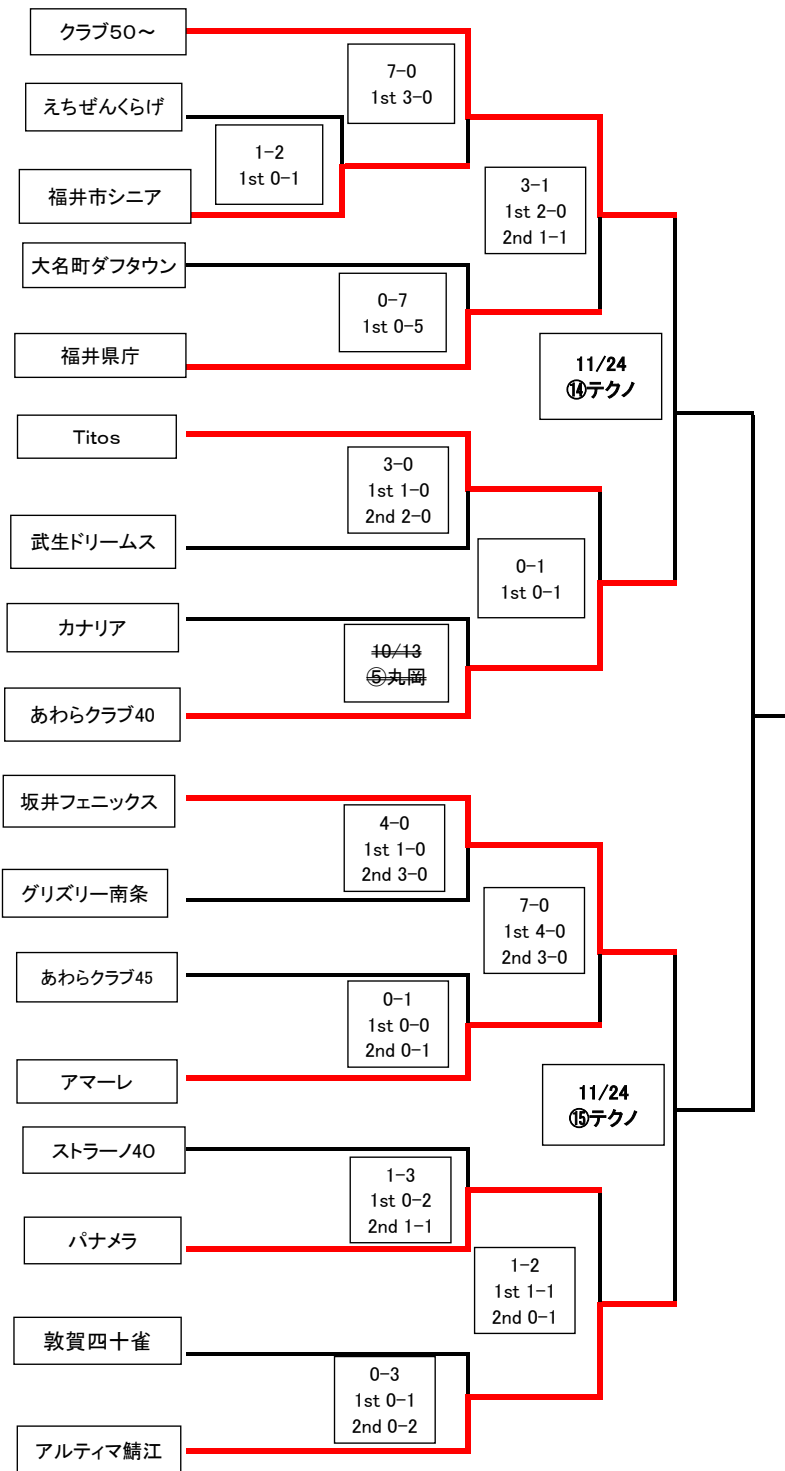 クラブ50～
7-0
1st 3-0
えちぜんくらげ
1-2
1st 0-1
福井市シニア
3-1
1st 2-0
2nd 1-1
大名町ダフタウン
0-7
1st 0-5
福井県庁
11/24
⑭テクノ
Titos
3-0
1st 1-0
2nd 2-0
武生ドリームス
0-1
1st 0-1
カナリア
10/13
⑤丸岡
あわらクラブ40
坂井フェニックス
4-0
1st 1-0
2nd 3-0
グリズリー南条
7-0
1st 4-0
2nd 3-0
あわらクラブ45
0-1
1st 0-0
2nd 0-1
アマーレ
11/24
⑮テクノ
ストラーノ40
1-3
1st 0-2
2nd 1-1
パナメラ
1-2
1st 1-1
2nd 0-1
敦賀四十雀
0-3
1st 0-1
2nd 0-2
アルティマ鯖江